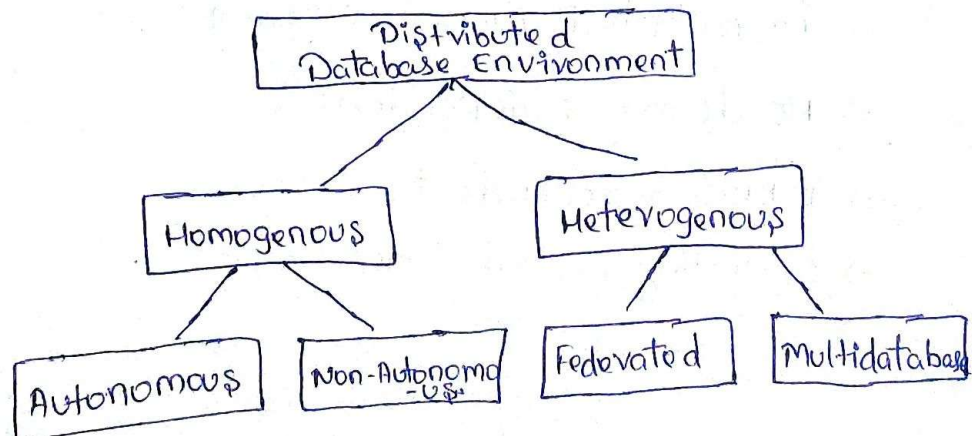 Distributed
Database Environment
Homogenous
Heterogenous
Autonomous
Non-Autonomo
-us.
Federated
Multidatabase